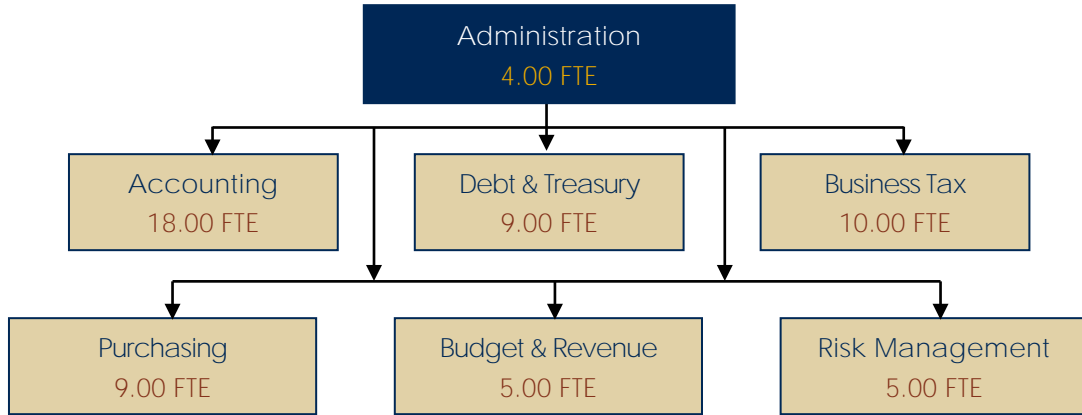 Administration
4.00 FTE
Accounting
18.00 FTE
Debt & Treasury
9.00 FTE
Business Tax
10.00 FTE
Purchasing
9.00 FTE
Budget & Revenue
5.00 FTE
Risk Management
5.00 FTE